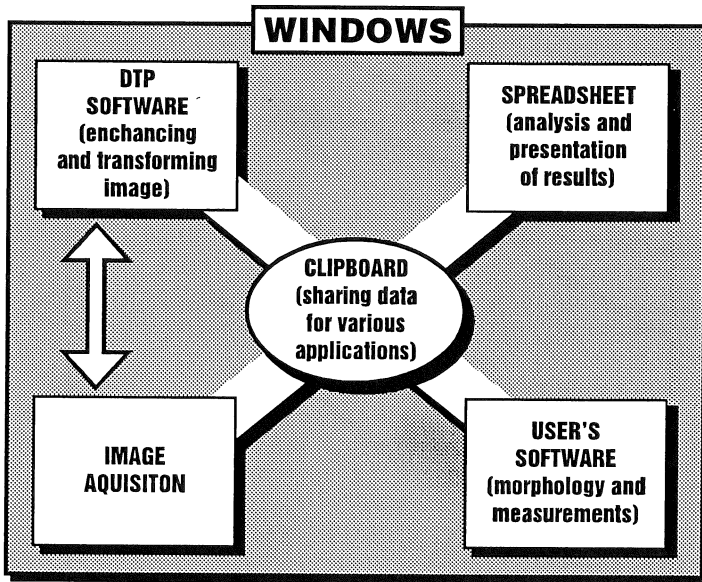 WINDOWS
DTP
SOFTWARE
(enchancing
and transforming
image)
SPREADSHEET
(analysis and
presentation
of results)
CLIPBOARD
(sharing data
for various
applications)
IMAGE
AQUISITON
USER'S
SOFTWARE
(morphology and
measurements)